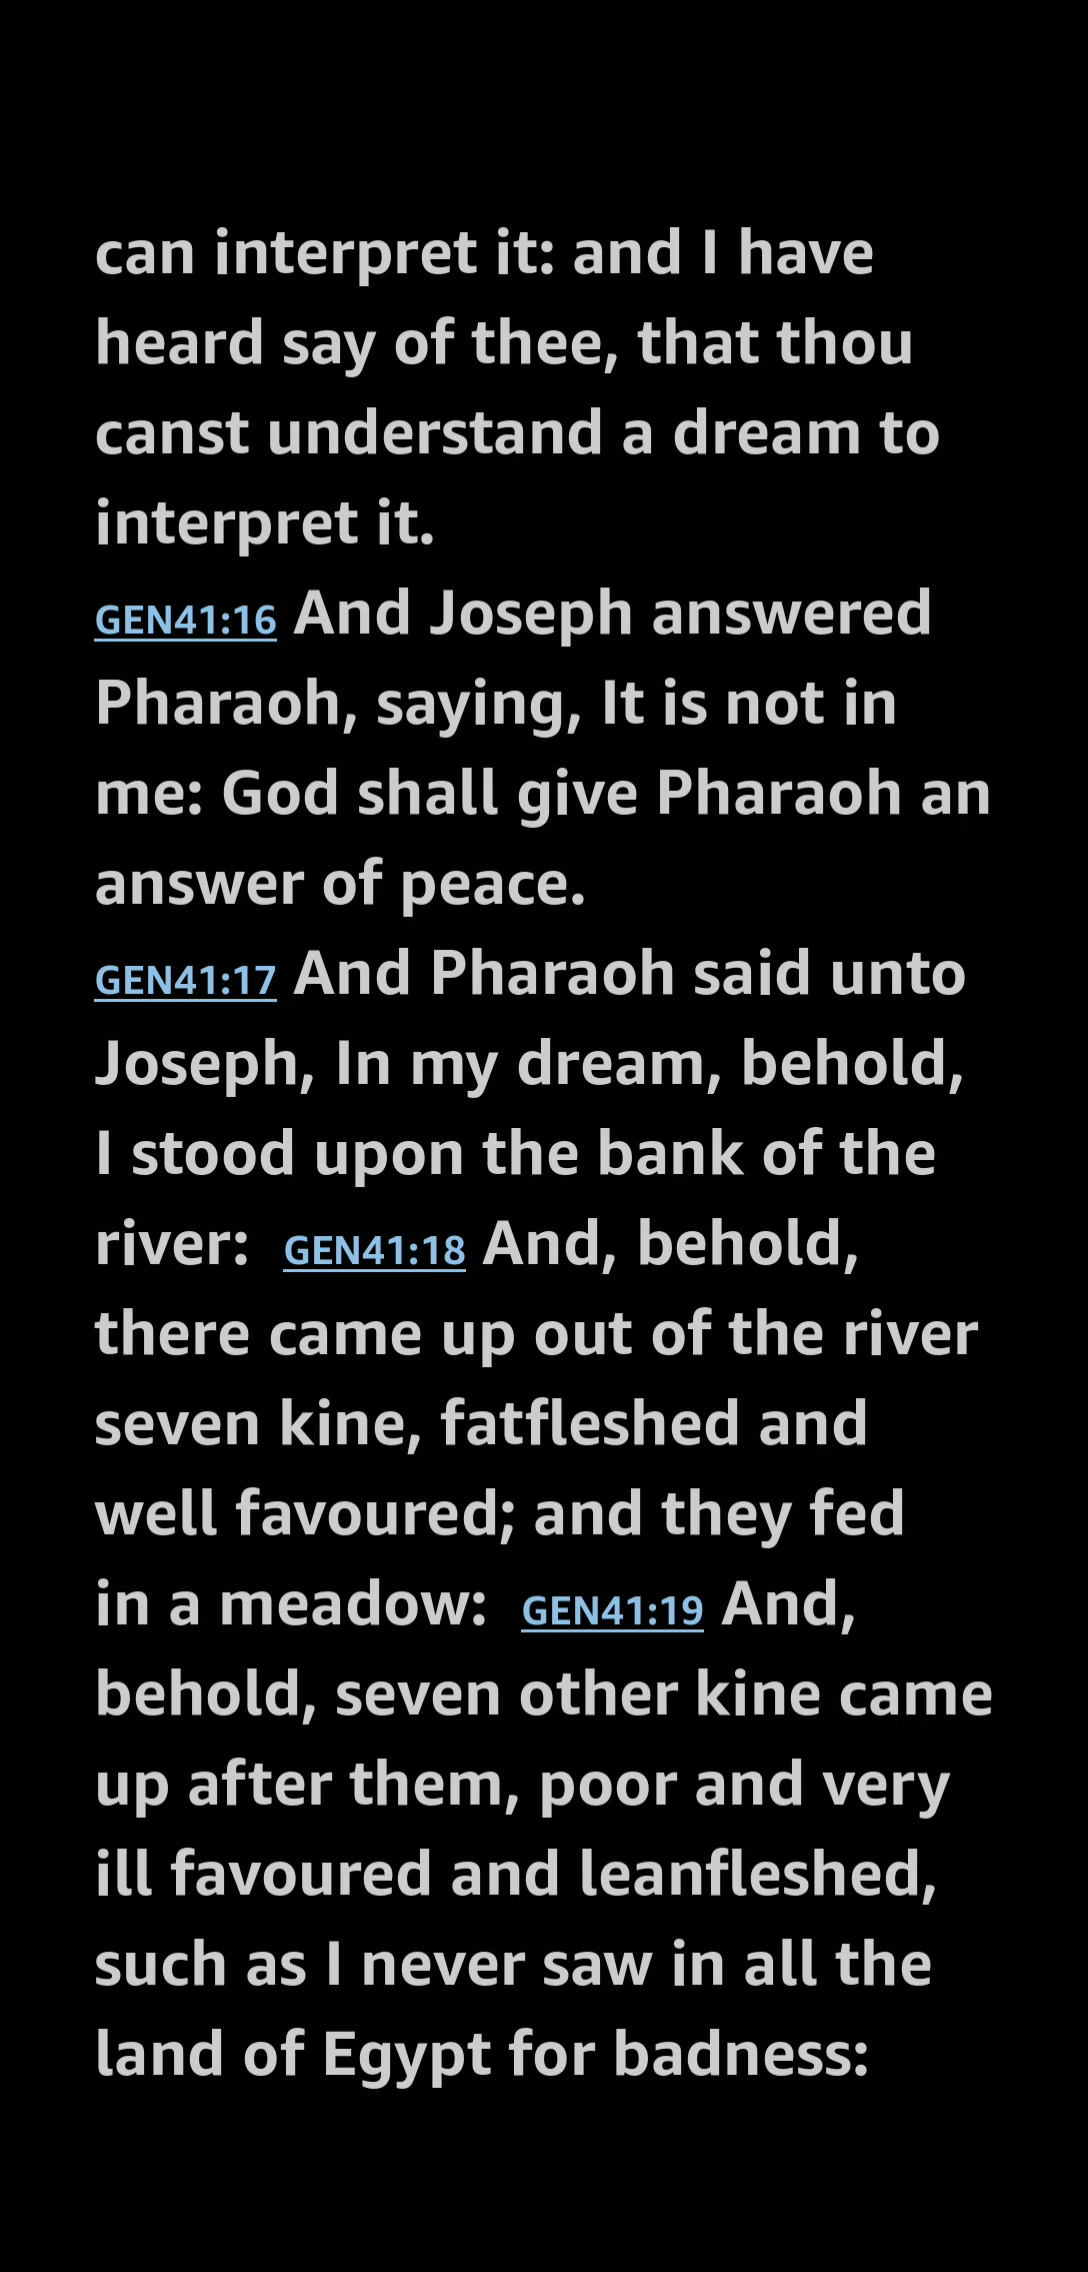 can interpret it: and I have
heard say of thee, that thou
canst understand a dream to
interpret it.
GEN41:16 And Joseph answered
Pharaoh, saying, It is not in
me: God shall give Pharaoh an
answer of peace.
GEN41:17 And Pharaoh said unto
Joseph, In my dream, behold,
I stood upon the bank of the
river: GEN41:18 And, behold,
there came up out of the river
seven kine, fatfleshed and
well favoured; and they fed
in a meadow: GEN41:19 And,
behold, seven other kine came
up after them, poor and very
ill favoured and leanfleshed,
such as I never saw in all the
land of Egypt for badness: